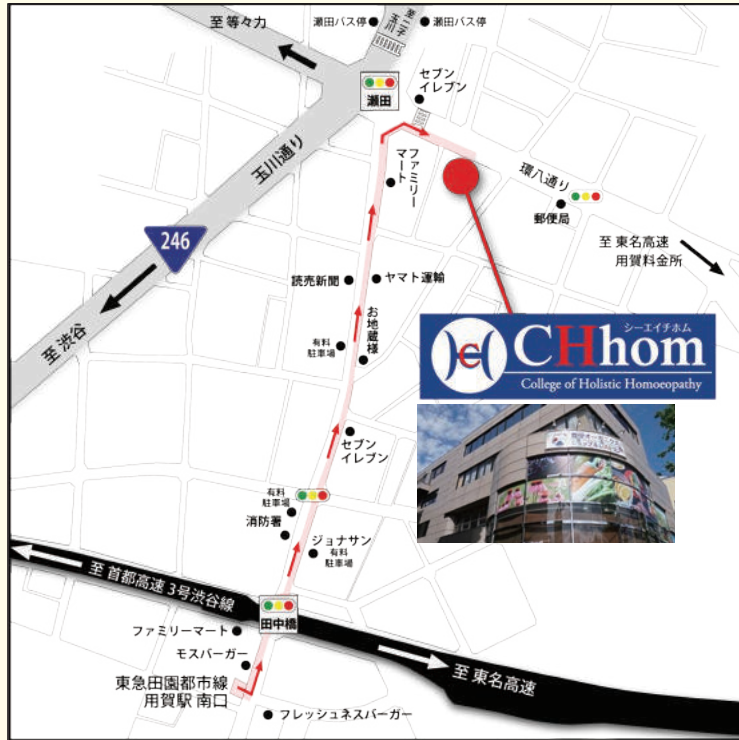 至 等々力
瀬田バス停
至 二子
玉川
瀬田バス停
セブン
イレブン
瀬田
玉川通り
ファミリー
マート
環八通り
郵便局
246
至 東名高速
用賀料金所
読売新聞
ヤマト運輸
お地蔵様
至 渋谷
有料
駐車場
シーエイチホム
CHhom
College of Holistic Homoeopathy
セブン
イレブン
有料
駐車場
消防署
ジョナサン
有料
駐車場
至 首都高速 3号渋谷線
田中橋
ファミリーマート
モスバーガー
至 東名高速
東急田園都市線
用賀駅 南口
フレッシュネスバーガー